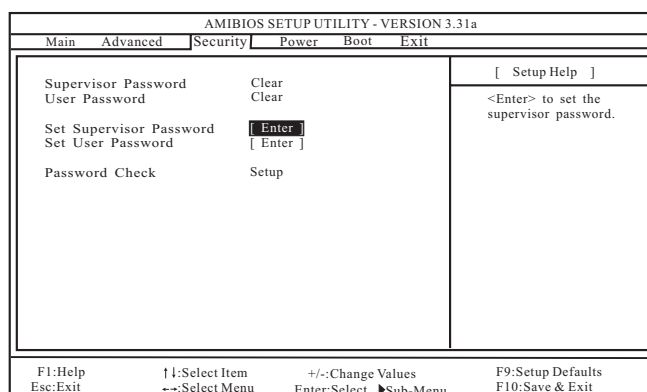 AMIBIOS SETUP UTILITY - VERSION 3.31a
Main Advanced Security Power Boot Exit
[ Setup Help ]
Supervisor Password Clear
User Password Clear
<Enter> to set the
supervisor password.
Set Supervisor Password [ Enter ]
Set User Password [ Enter ]
Password Check Setup
F1:Help ↑↓:Select Item +/-:Change Values F9:Setup Defaults
Esc:Exit ←→:Select Menu Enter:Select ▶Sub-Menu F10:Save & Exit